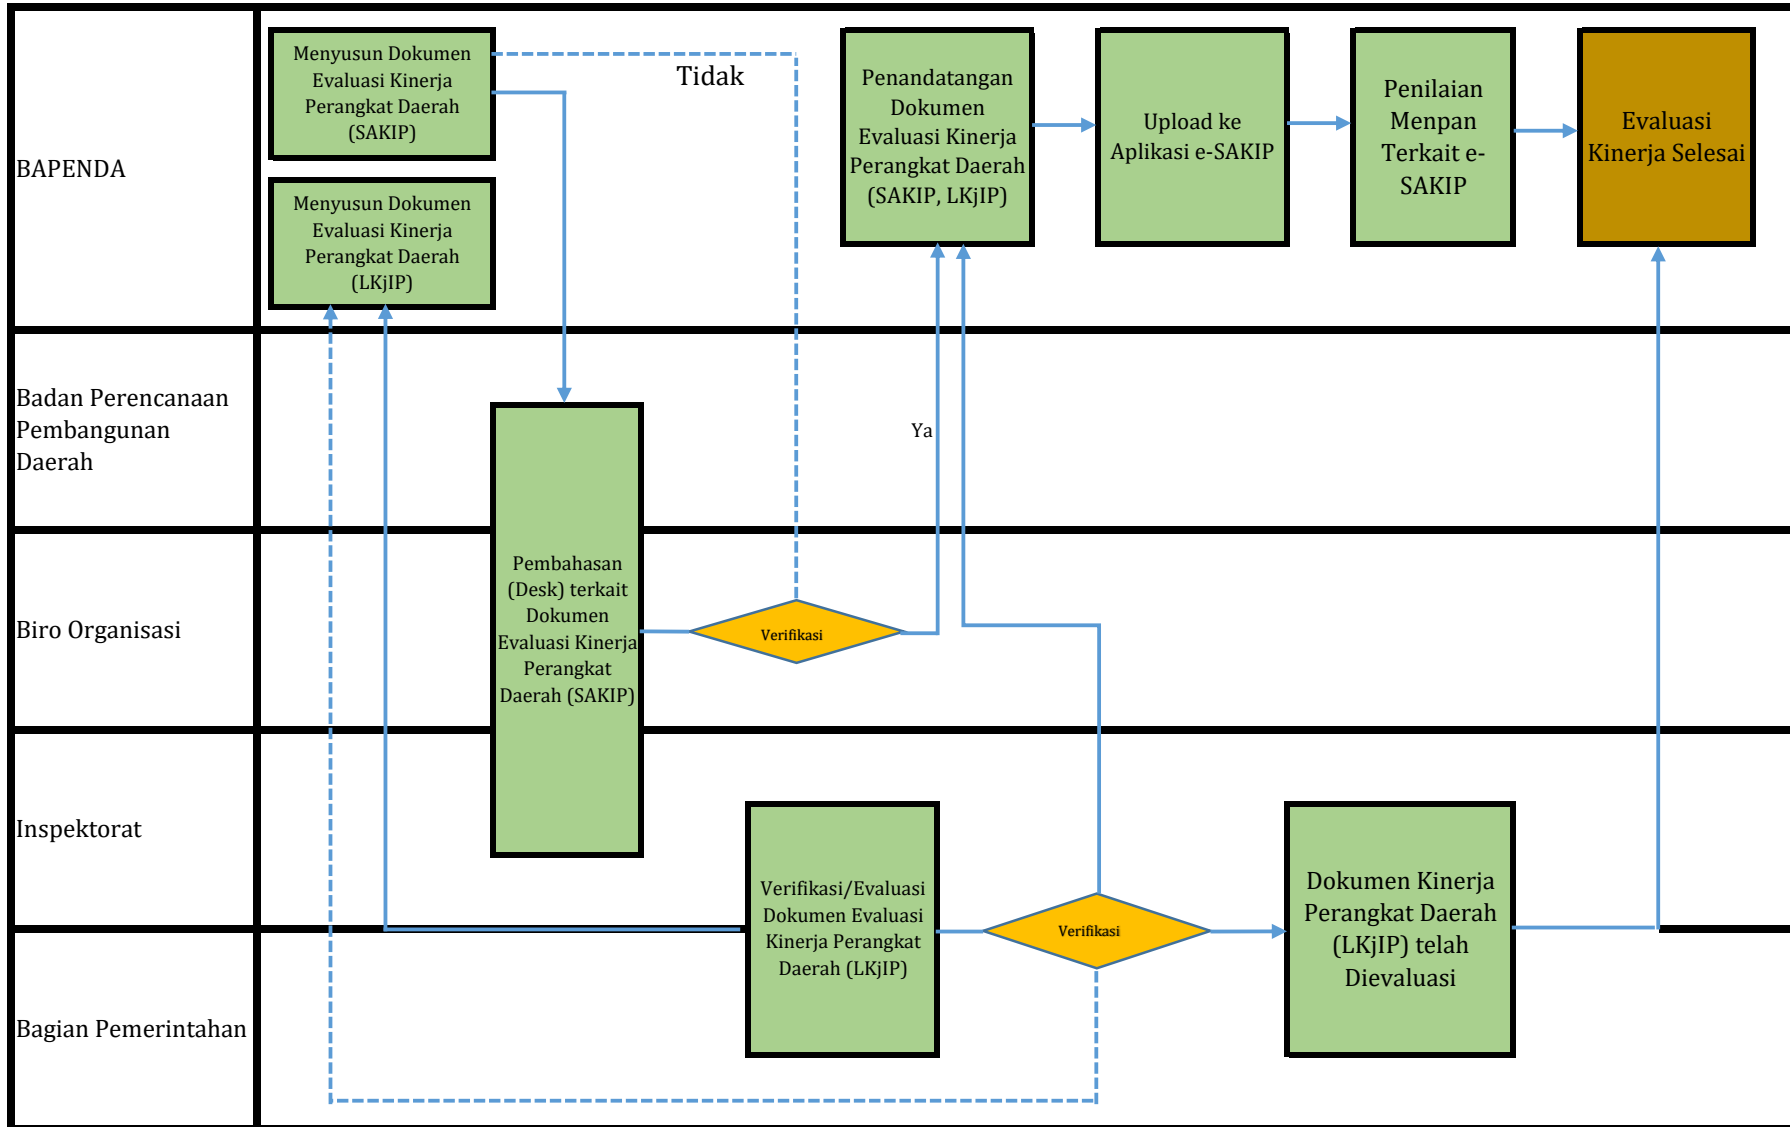 BAPENDA
Menyusun Dokumen
Evaluasi Kinerja
Perangkat Daerah
(SAKIP)
Menyusun Dokumen
Evaluasi Kinerja
Perangkat Daerah
(LKjIP)
Tidak
Penandatangan
Dokumen
Evaluasi Kinerja
Perangkat Daerah
(SAKIP, LKjIP)
Upload ke
Aplikasi e-SAKIP
Penilaian
Menpan
Terkait e-
SAKIP
Evaluasi
Kinerja Selesai
Badan Perencanaan
Pembangunan
Daerah
Ya
Biro Organisasi
Pembahasan
(Desk) terkait
Dokumen
Evaluasi Kinerja
Perangkat
Daerah (SAKIP)
Verifikasi
Inspektorat
Verifikasi/Evaluasi
Dokumen Evaluasi
Kinerja Perangkat
Daerah (LKjIP)
Verifikasi
Dokumen Kinerja
Perangkat Daerah
(LKjIP) telah
Dievaluasi
Bagian Pemerintahan